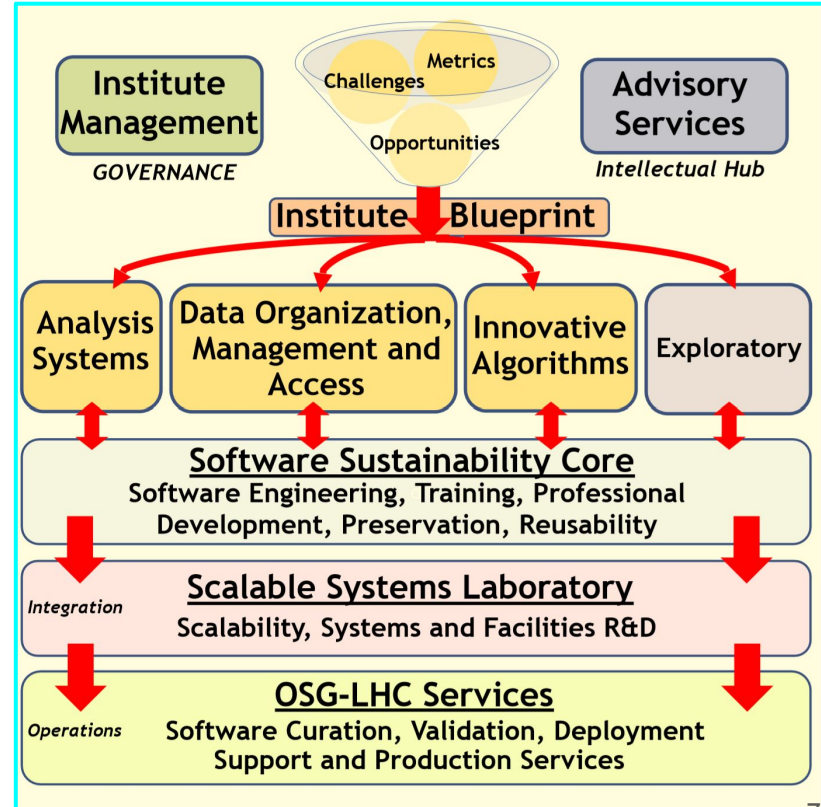 Institute
Management
GOVERNANCE
Challenges
Metrics
Opportunities
Advisory
Services
Intellectual Hub
Institute Blueprint
Analysis
Systems
Data Organization,
Management and
Access
Innovative
Algorithms
Exploratory
Software Sustainability Core
Software Engineering, Training, Professional
Development, Preservation, Reusability
Integration
Scalable Systems Laboratory
Scalability, Systems and Facilities R&D
Operations
OSG-LHC Services
Software Curation, Validation, Deployment
Support and Production Services